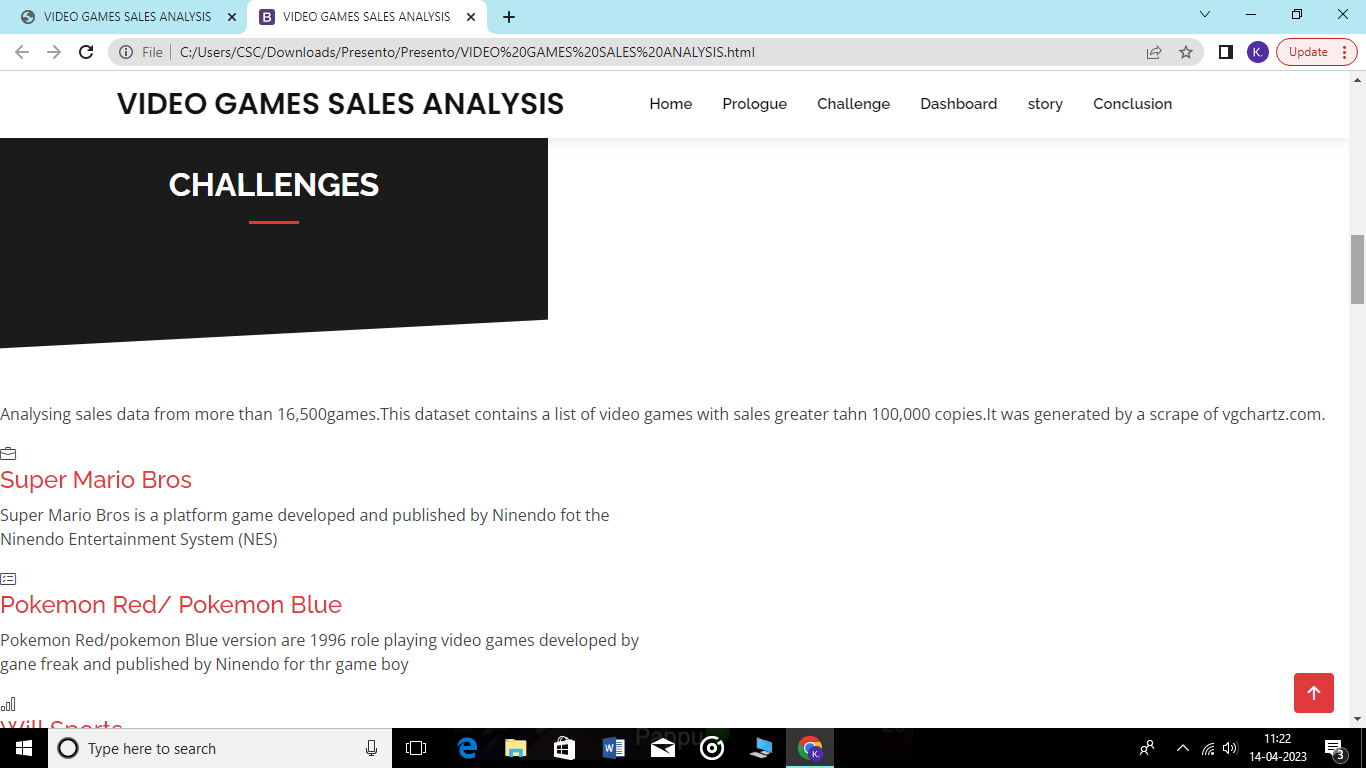 VIDEO GAMES SALES ANALYSIS
VIDEO GAMES SALES ANALYSIS
File
C:/Users/CSC/Downloads/Presento/Presento/VIDEO%20GAMES%20SALES%20ANALYSIS.html
K.
Update
VIDEO GAMES SALES ANALYSIS
Home
Prologue
Challenge
Dashboard
story
Conclusion
CHALLENGES
Analysing sales data from more than 16,500games.This dataset contains a list of video games with sales greater tahn 100,000 copies.It was generated by a scrape of vgchartz.com.
Super Mario Bros
Super Mario Bros is a platform game developed and published by Ninendo fot the
Ninendo Entertainment System (NES)
Pokemon Red/ Pokemon Blue
Pokemon Red/pokemon Blue version are 1996 role playing video games developed by
gane freak and published by Ninendo for thr game boy
Will Sports
Type here to search
Pappu
11:22
14-04-2023
3